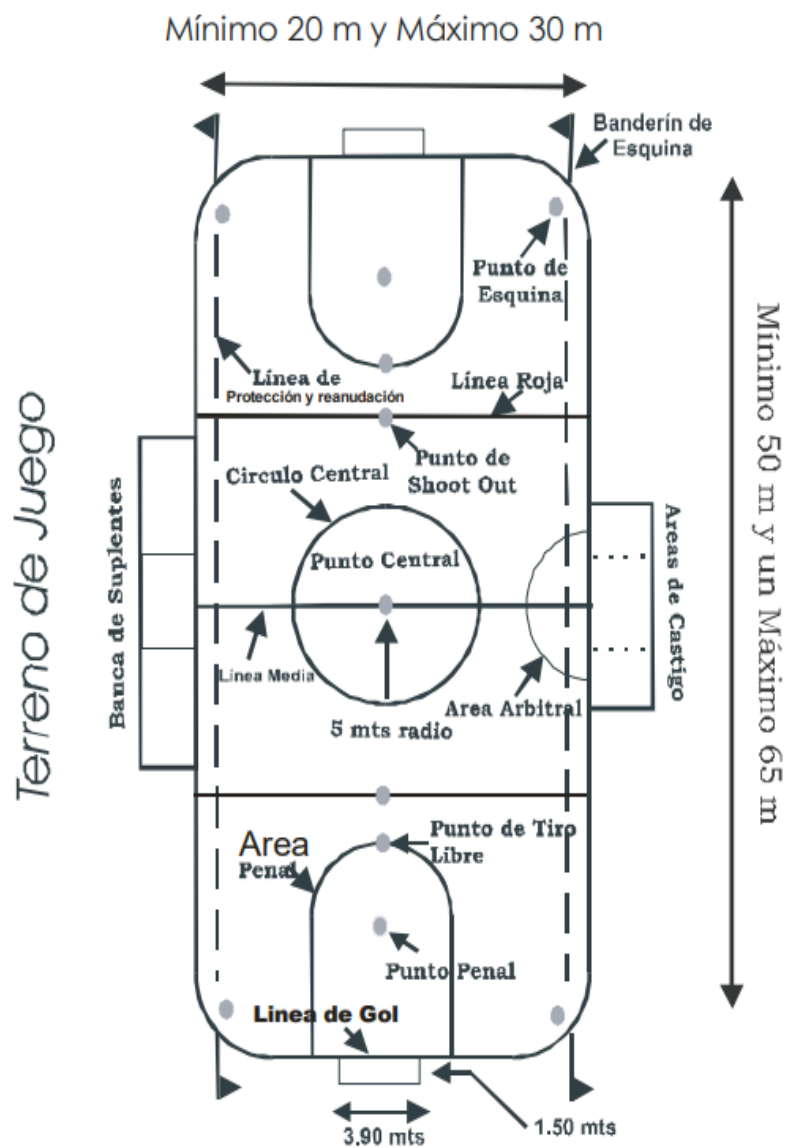 Mínimo 20 m y Máximo 30 m
Banderín de
Esquina
Punto de
Esquina
Línea de
Protección y reanudación
Línea Roja
Punto de
Shoot Out
Circulo Central
Punto Central
Linea Media
5 mts radio
Area Arbitral
Terreno de Juego
Banca de Suplentes
Areas de Castigo
Mínimo 50 m y un Máximo 65 m
Area
Penal
Punto de Tiro
Libre
Punto Penal
Linea de Gol
1.50 mts
3.90 mts